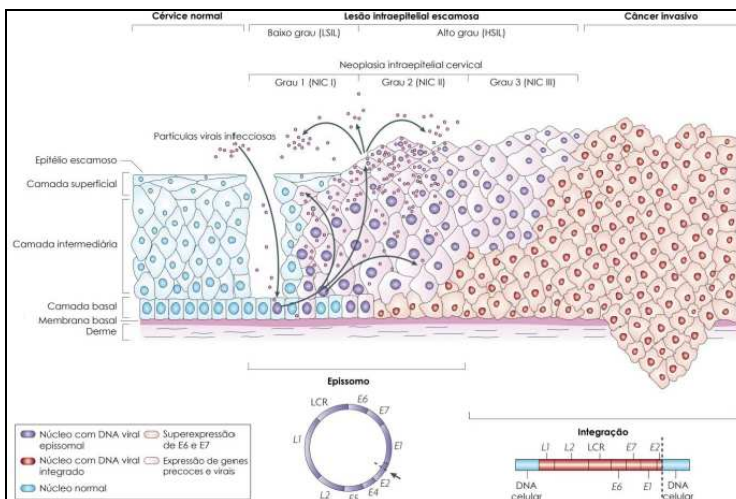 Cérvice normal
Lesão intraepitelial escamosa
Câncer invasivo
Baixo grau (LSIL)
Alto grau (HSIL)
Neoplasia intraepitelial cervical
Grau 1 (NIC I)
Grau 2 (NIC II)
Grau 3 (NIC III)
Partículas virais infecciosas
Epitélio escamoso
Camada superficial
Camada intermediária
Camada basal
Membrana basal
Derme
Epissomo
LCR
E6
E7
L1
E1
E2
E4
E5
L2
Núcleo com DNA viral
epissomal
Superexpressão
de E6 e E7
Núcleo com DNA viral
integrado
Expressão de genes
precoces e virais
Núcleo normal
Integração
L1 L2 LCR E7 E2
E6 E1
DNA
celular
DNA
celular